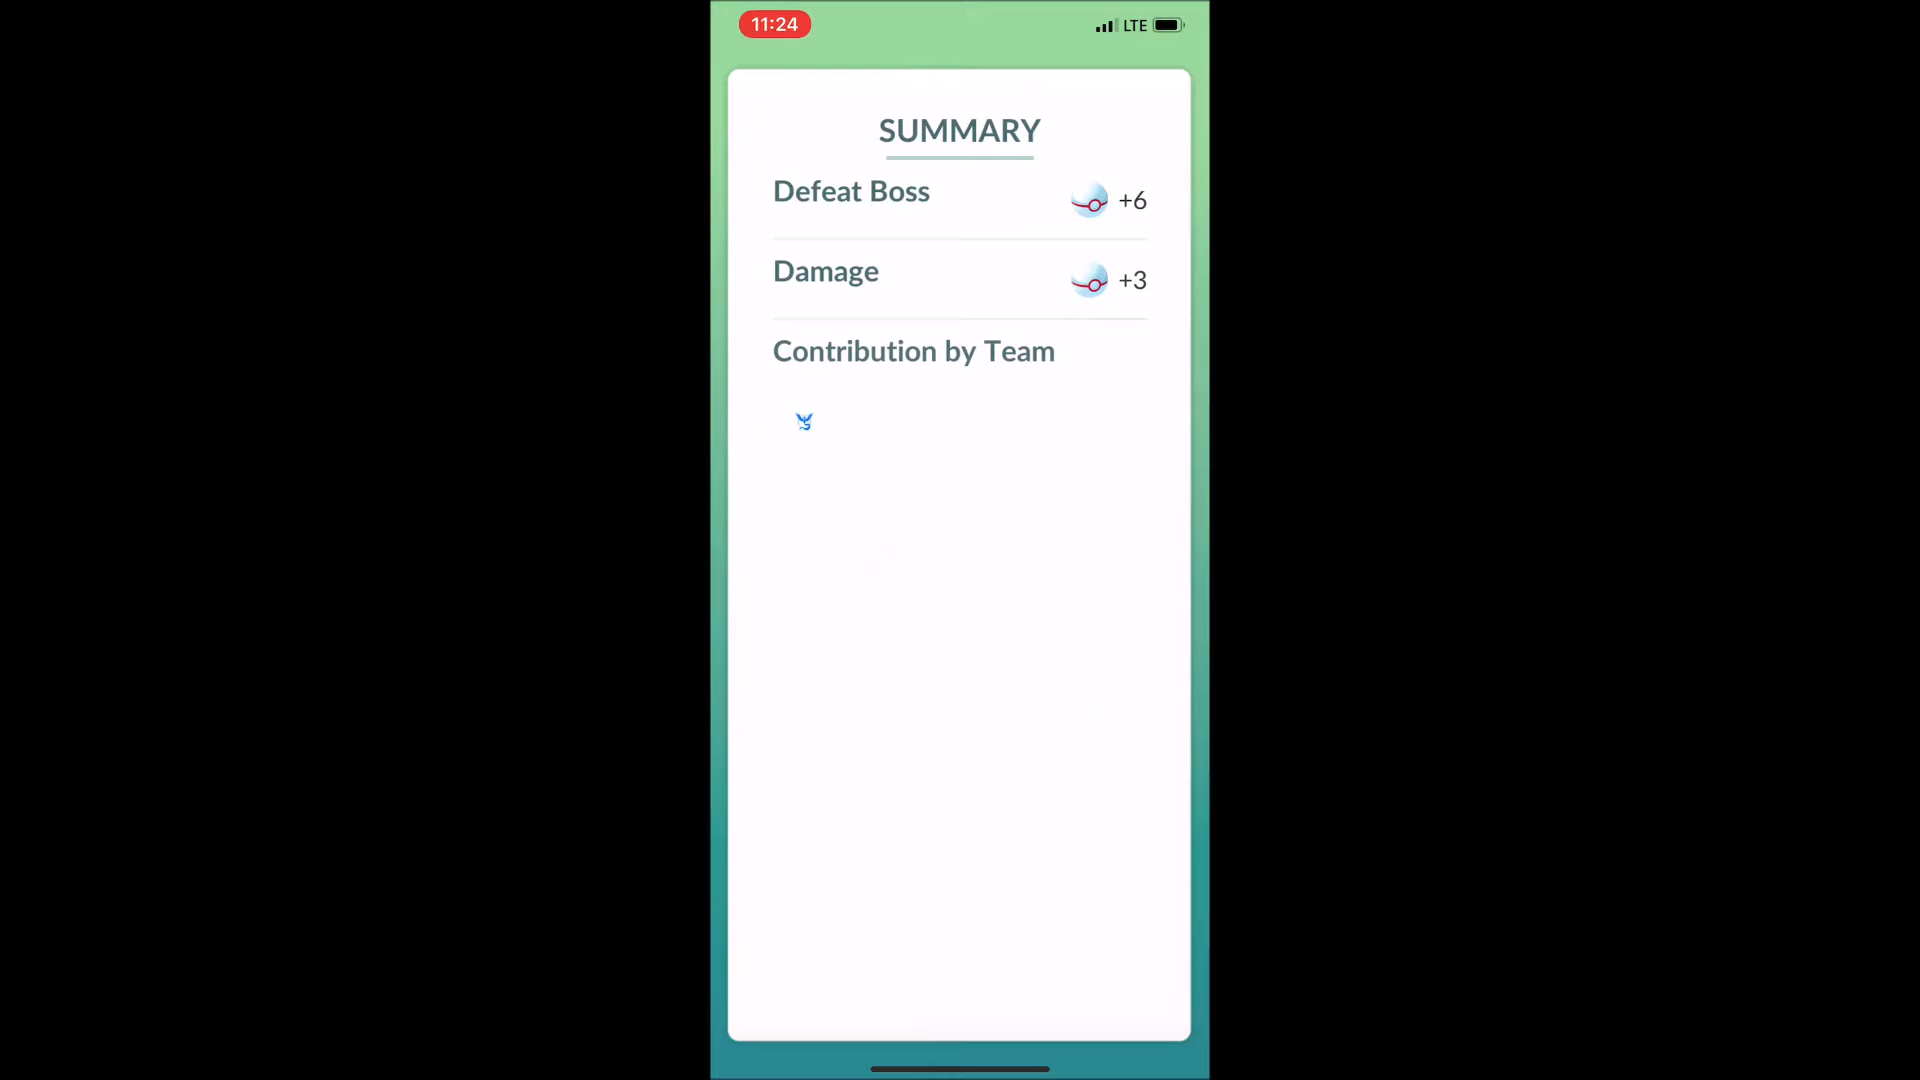 11:24
LTE
SUMMARY
Defeat Boss
+6
Damage
+3
Contribution by Team